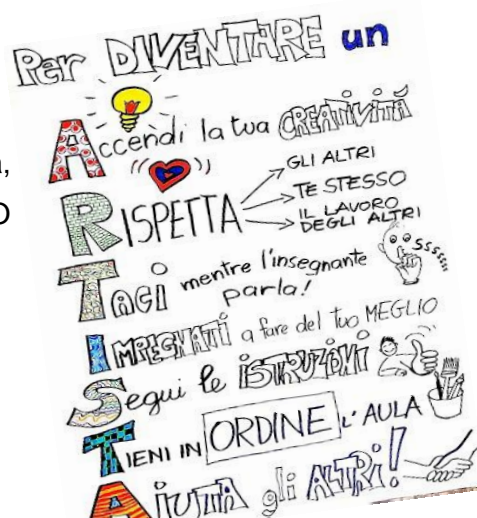 Per DIVENTARE un
Accendi la tua CREATIVITÀ
RISPETTA
GLI ALTRI
TE STESSO
IL LAVORO
DEGLI ALTRI
TACI mentre l'insegnante
parla!
Sssssss
IMPEGNATI a fare del tuo MEGLIO
Segui le ISTRUZIONI
TIENI IN ORDINE L'AULA
AIUTA gli ALTRI!